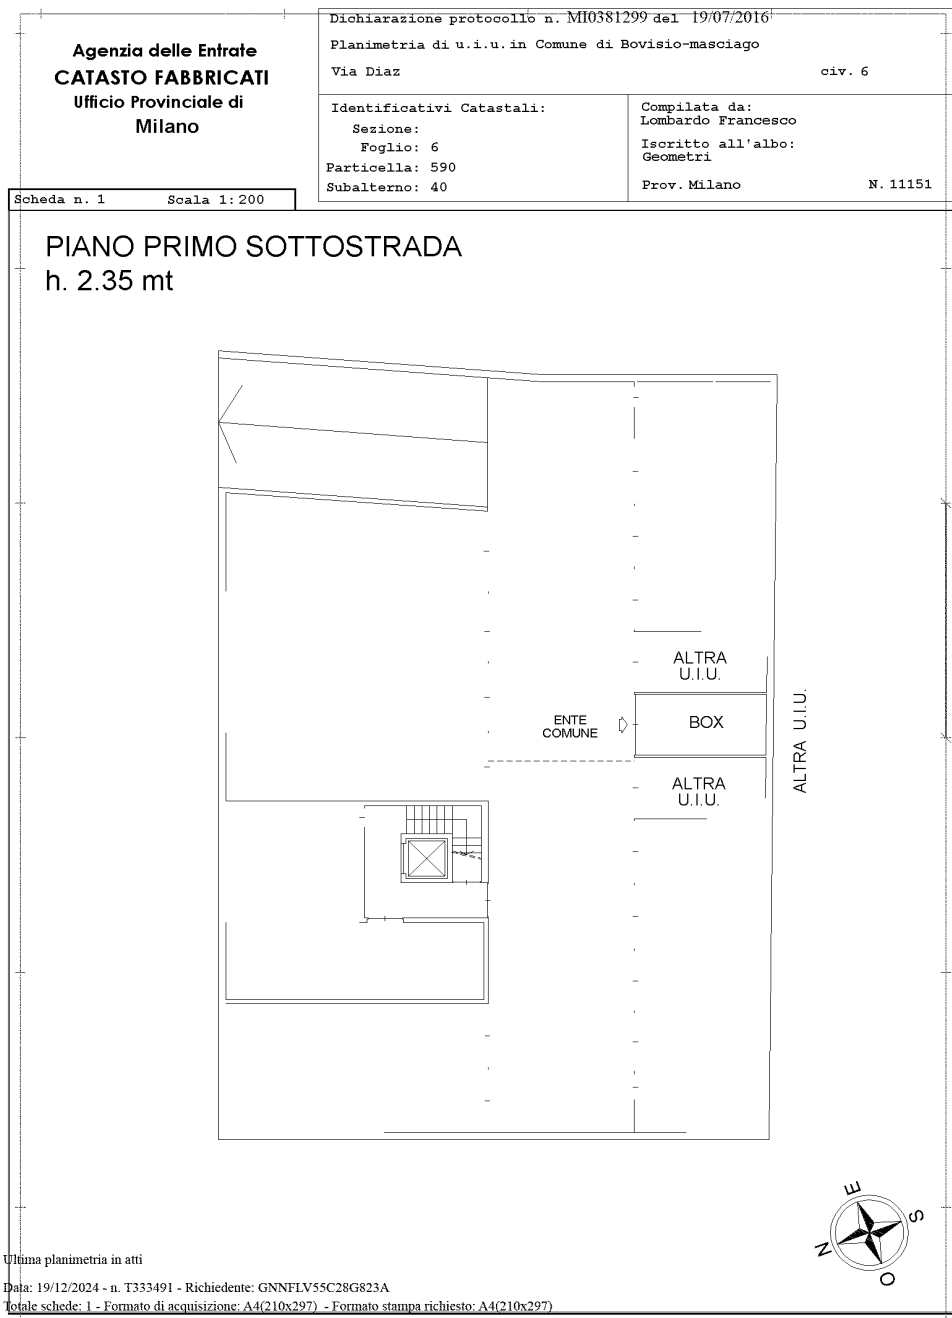 Agenzia delle Entrate
CATASTO FABBRICATI
Ufficio Provinciale di
Milano
Dichiarazione protocollo n. MI0381299 del 19/07/2016
Planimetria di u.i.u. in Comune di Bovisio-masciago
Via Diaz civ. 6
Identificativi Catastali:
Sezione:
Foglio: 6
Particella: 590
Subalterno: 40
Compilata da:
Lombardo Francesco
Iscritto all'albo:
Geometri
Prov. Milano N. 11151
Scheda n. 1 Scala 1:200
PIANO PRIMO SOTTOSTRADA
h. 2.35 mt
ALTRA
U.I.U.
ENTE
COMUNE
BOX
ALTRA U.I.U.
ALTRA
U.I.U.
E
S
N
O
Ultima planimetria in atti
Data: 19/12/2024 - n. T333491 - Richiedente: GNNFLV55C28G823A
Totale schede: 1 - Formato di acquisizione: A4(210x297) - Formato stampa richiesto: A4(210x297)